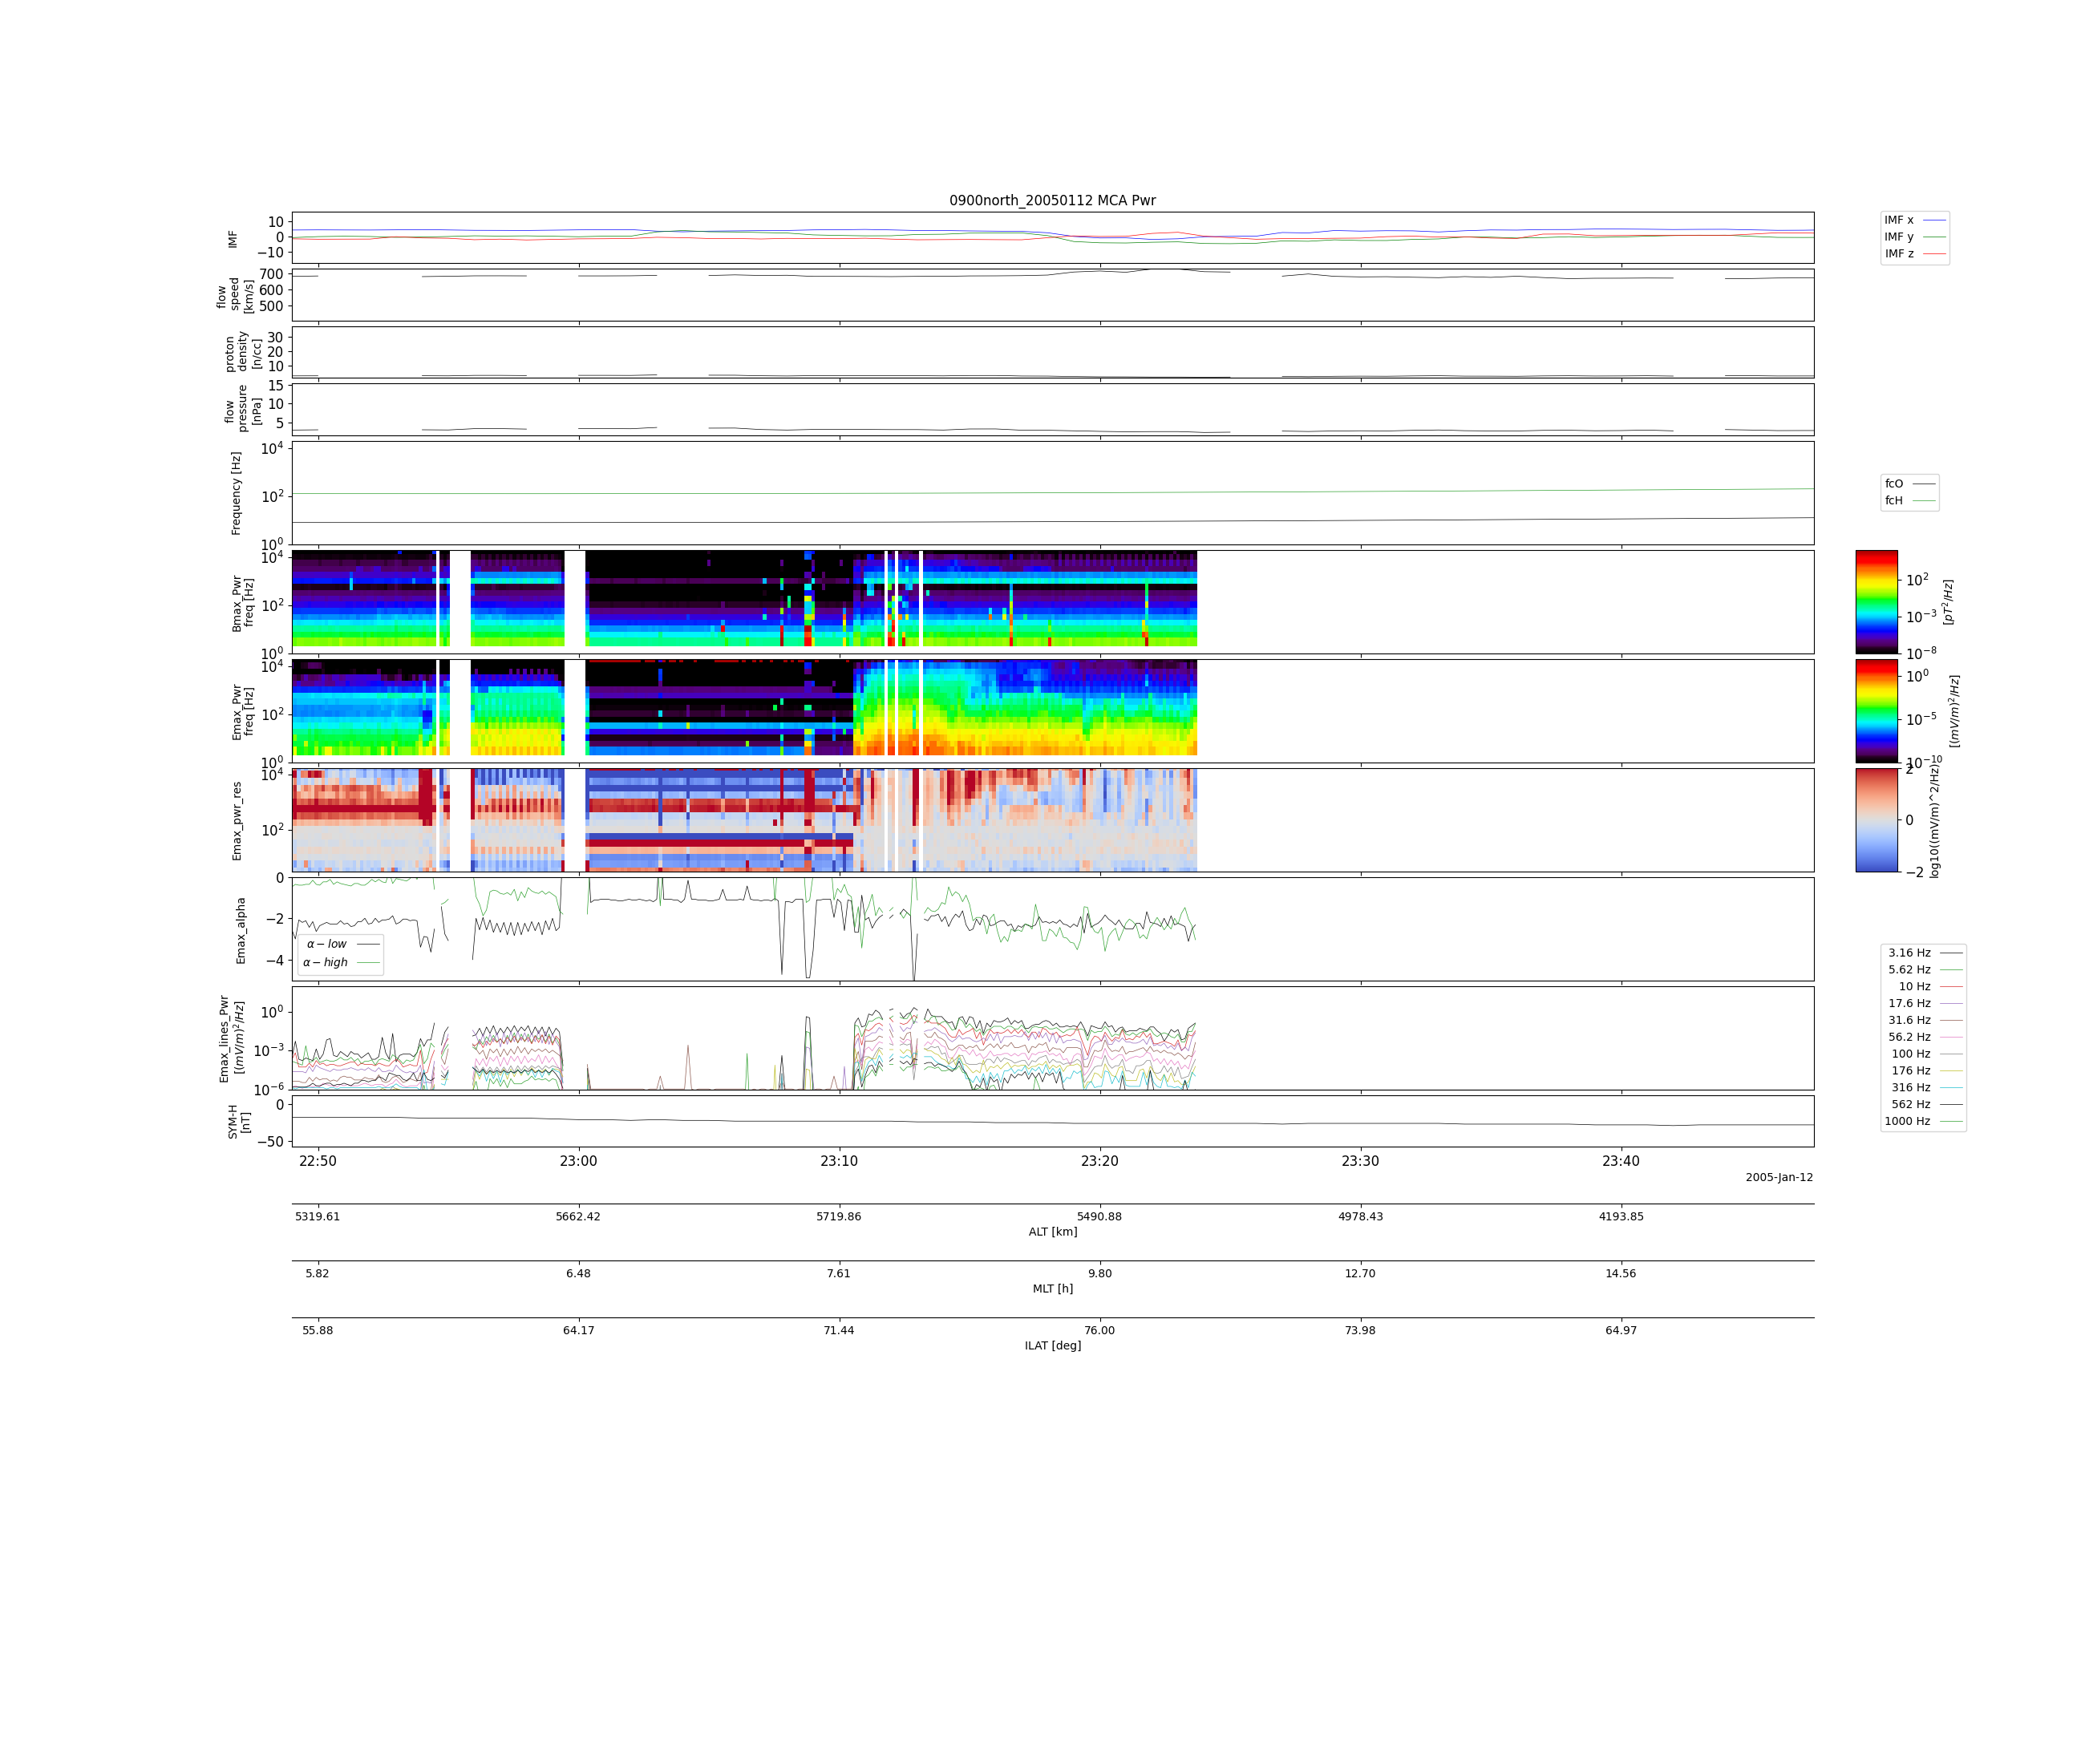 0900north_20050112 MCA Pwr
IMF
10
0
−10
IMF x
IMF y
IMF z
flow
speed
[km/s]
700
600
500
proton
density
[n/cc]
30
20
10
flow
pressure
[nPa]
15
10
5
Frequency [Hz]
10^4
10^2
10^0
fcO
fcH
Bmax_Pwr
freq [Hz]
10^4
10^2
10^0
10^2
10^−3
10^−8
[pT^2/Hz]
Emax_Pwr
freq [Hz]
10^4
10^2
10^0
10^0
10^−5
10^−10
[(mV/m)^2/Hz]
Emax_pwr_res
10^4
10^2
2
0
−2
log10((mV/m)^2/Hz)
Emax_alpha
0
−2
−4
α − low
α − high
Emax_lines_Pwr
[(mV/m)^2/Hz]
10^0
10^−3
10^−6
3.16 Hz
5.62 Hz
10 Hz
17.6 Hz
31.6 Hz
56.2 Hz
100 Hz
176 Hz
316 Hz
562 Hz
1000 Hz
SYM-H
[nT]
0
−50
22:50 23:00 23:10 23:20 23:30 23:40
2005-Jan-12
5319.61 5662.42 5719.86 5490.88 4978.43 4193.85
ALT [km]
5.82 6.48 7.61 9.80 12.70 14.56
MLT [h]
55.88 64.17 71.44 76.00 73.98 64.97
ILAT [deg]